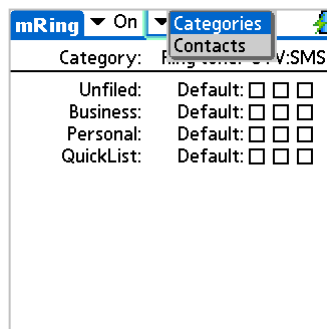 mRing On Categories
Contacts
Category: V:SMS
Unfiled: Default:
Business: Default:
Personal: Default:
QuickList: Default: